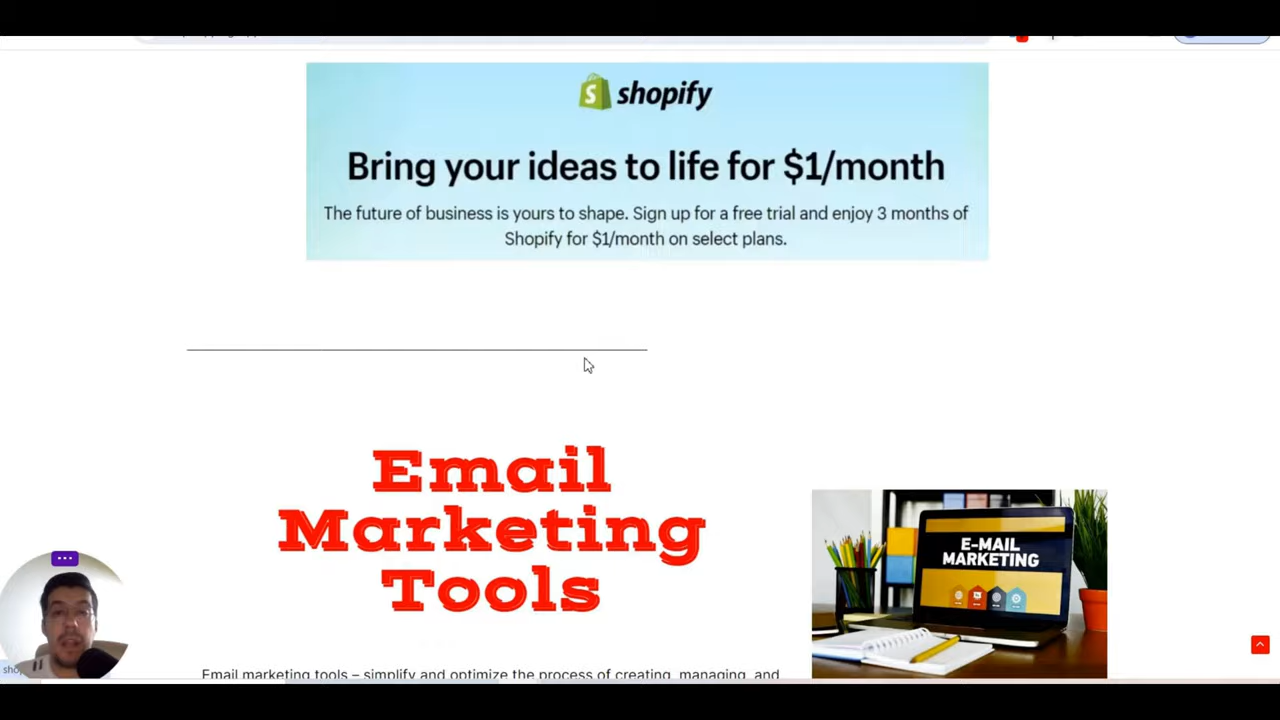 shopify
Bring your ideas to life for $1/month
The future of business is yours to shape. Sign up for a free trial and enjoy 3 months of
Shopify for $1/month on select plans.
Email
Marketing
Tools
E-MAIL
MARKETING
Email marketing tools – simplify and optimize the process of creating, managing, and